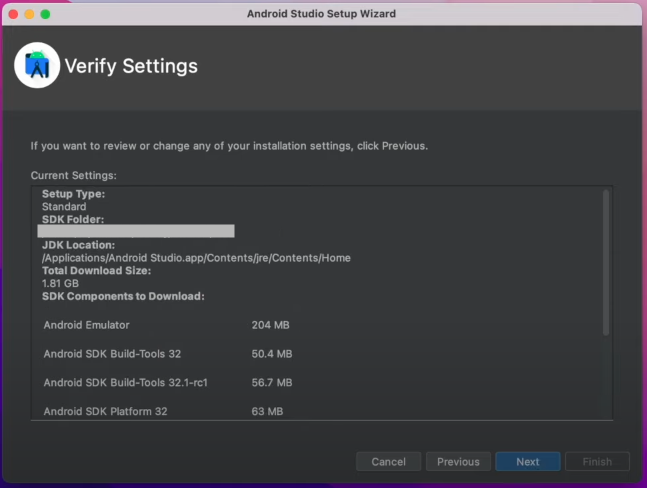 Android Studio Setup Wizard
Verify Settings
If you want to review or change any of your installation settings, click Previous.
Current Settings:
Setup Type:
Standard
SDK Folder:
JDK Location:
/Applications/Android Studio.app/Contents/jre/Contents/Home
Total Download Size:
1.81 GB
SDK Components to Download:
Android Emulator 204 MB
Android SDK Build-Tools 32 50.4 MB
Android SDK Build-Tools 32.1-rc1 56.7 MB
Android SDK Platform 32 63 MB
Cancel Previous Next Finish